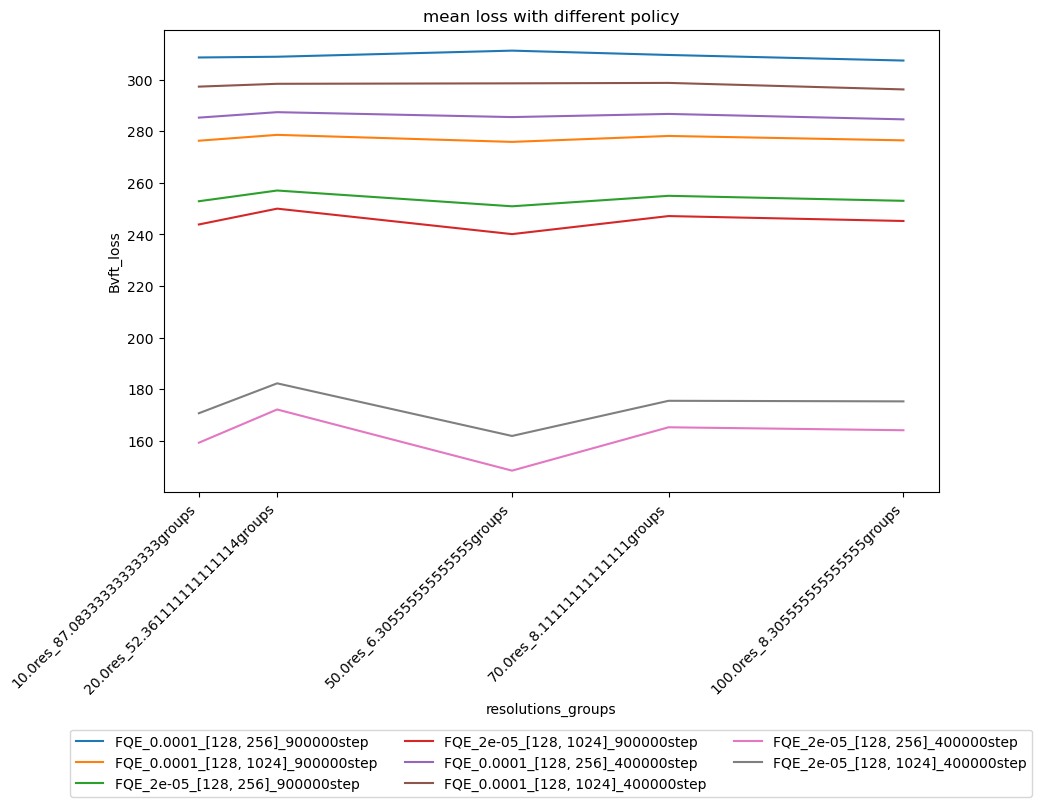 mean loss with different policy
Bvft_loss
300
280
260
240
220
200
180
160
10.0res_87.08333333333333groups
20.0res_52.361111111111114groups
50.0res_6.305555555555555groups
70.0res_8.11111111111111groups
100.0res_8.305555555555555groups
resolutions_groups
FQE_0.0001_[128, 256]_900000step
FQE_0.0001_[128, 1024]_900000step
FQE_2e-05_[128, 256]_900000step
FQE_2e-05_[128, 1024]_900000step
FQE_0.0001_[128, 256]_400000step
FQE_0.0001_[128, 1024]_400000step
FQE_2e-05_[128, 256]_400000step
FQE_2e-05_[128, 1024]_400000step